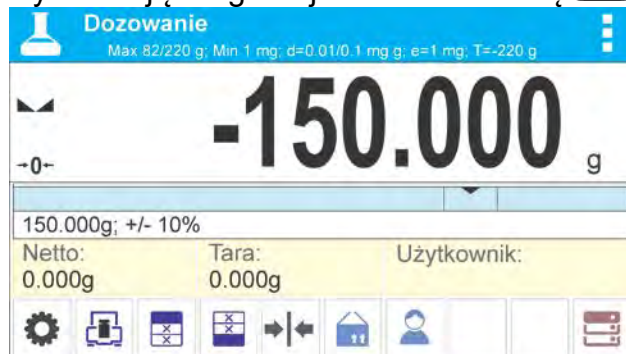 Dozowanie
Max 82/220 g; Min 1 mg; d=0.01/0.1 mg g; e=1 mg; T=-220 g
-150.000 g
→0←
150.000g; +/- 10%
Netto: Tara: Użytkownik:
0.000g 0.000g